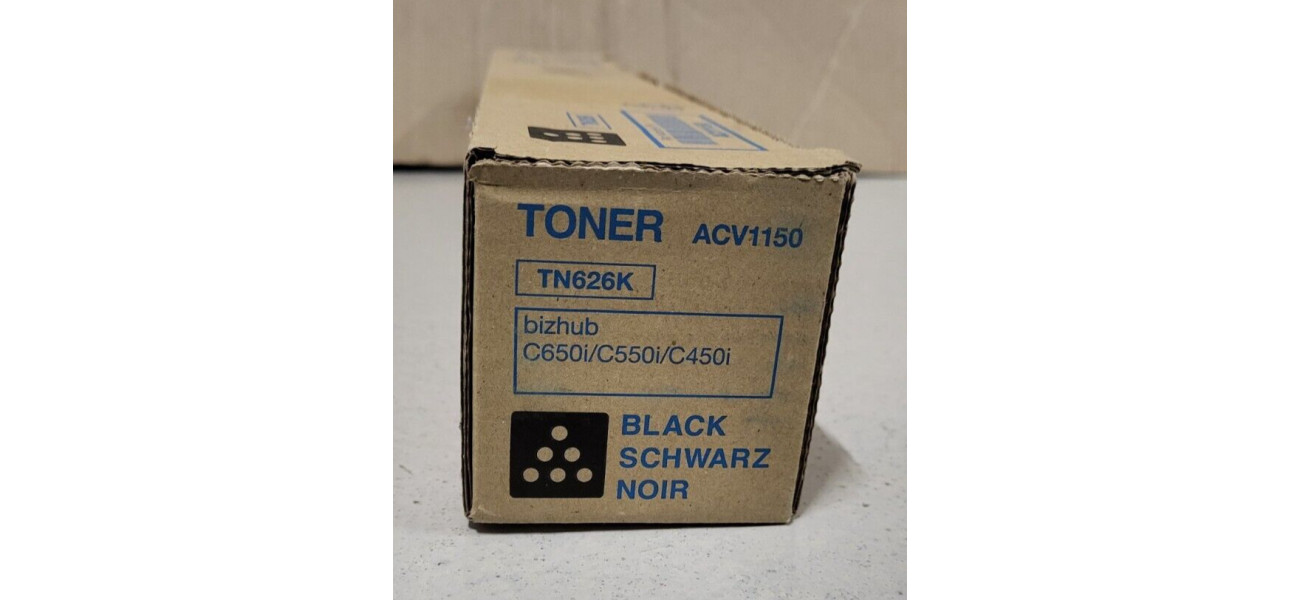 TONER ACV1150
TN626K
bizhub
C650i/C550i/C450i
BLACK
SCHWARZ
NOIR